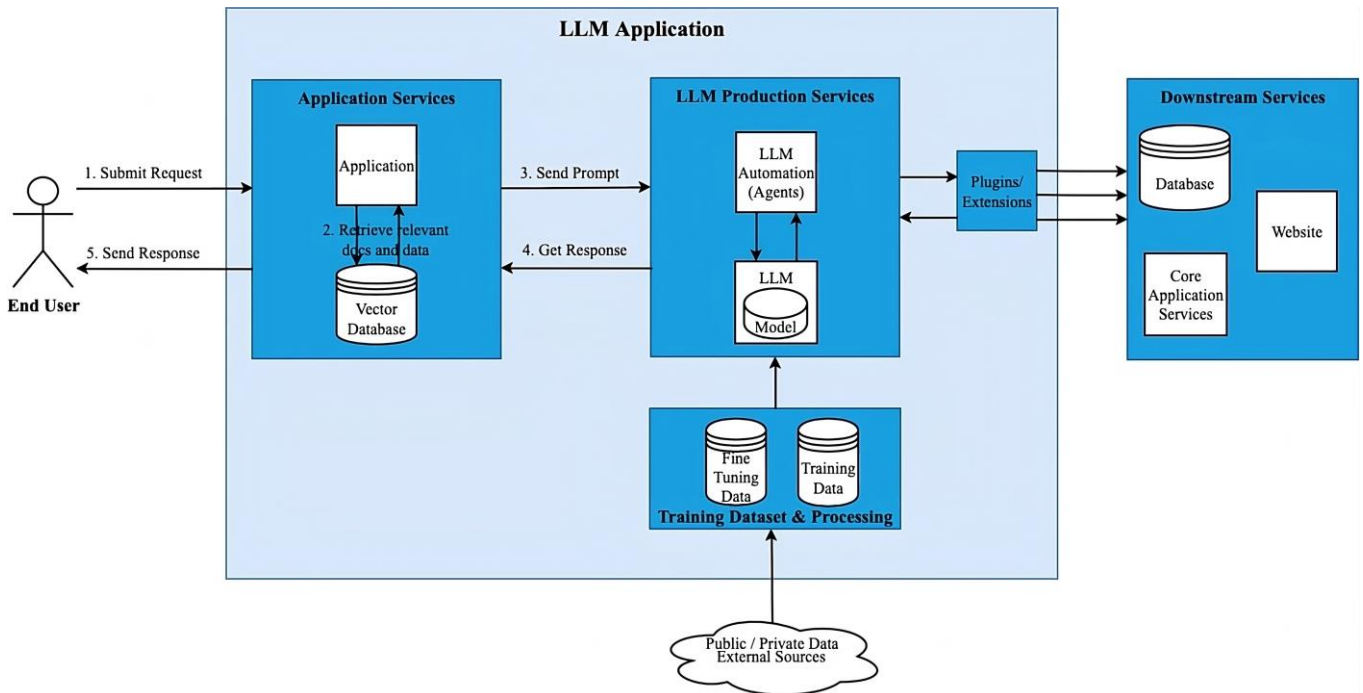 LLM Application
Application Services
Application
2. Retrieve relevant
docs and data
Vector
Database
1. Submit Request
5. Send Response
End User
3. Send Prompt
4. Get Response
LLM Production Services
LLM
Automation
(Agents)
LLM
Model
Plugins/
Extensions
Downstream Services
Database
Website
Core
Application
Services
Fine
Tuning
Data
Training
Data
Training Dataset & Processing
Public / Private Data
External Sources